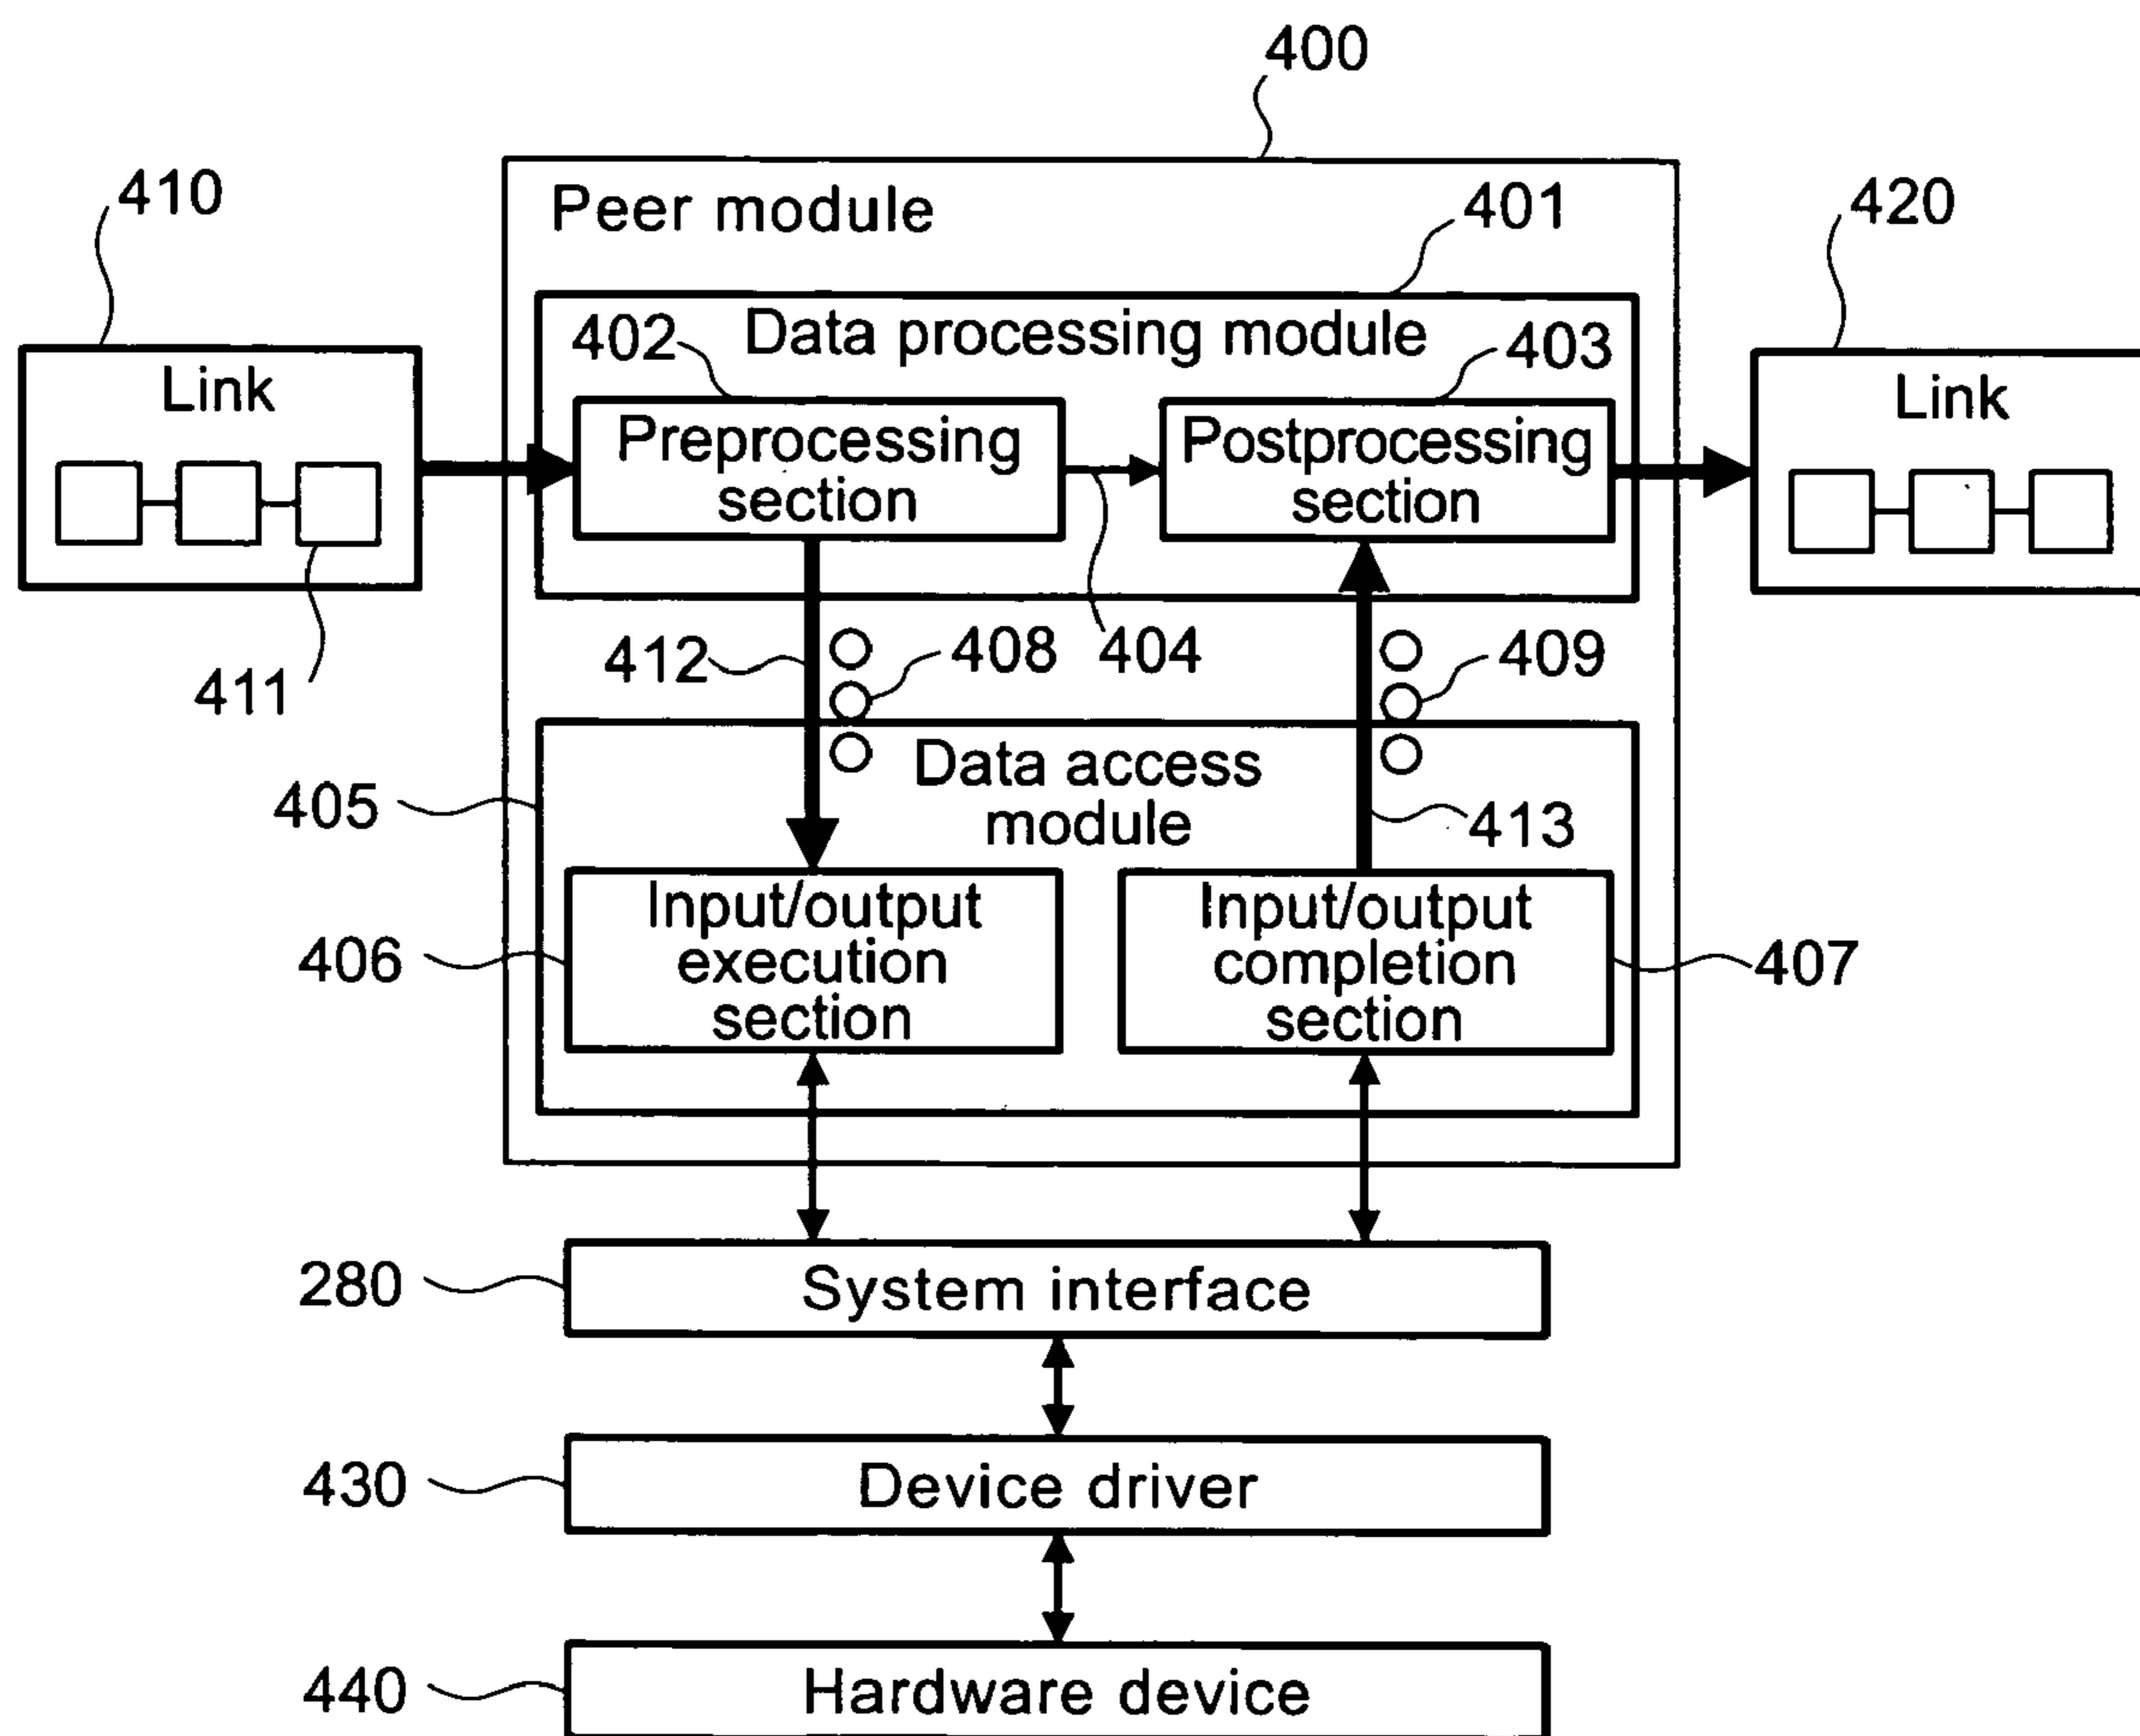 400
410
Peer module
401
420
Data processing module
402
403
Link
Link
Preprocessing
section
Postprocessing
section
411
412
408
404
409
Data access
module
405
413
Input/output
execution
section
Input/output
completion
section
406
407
280
System interface
430
Device driver
440
Hardware device